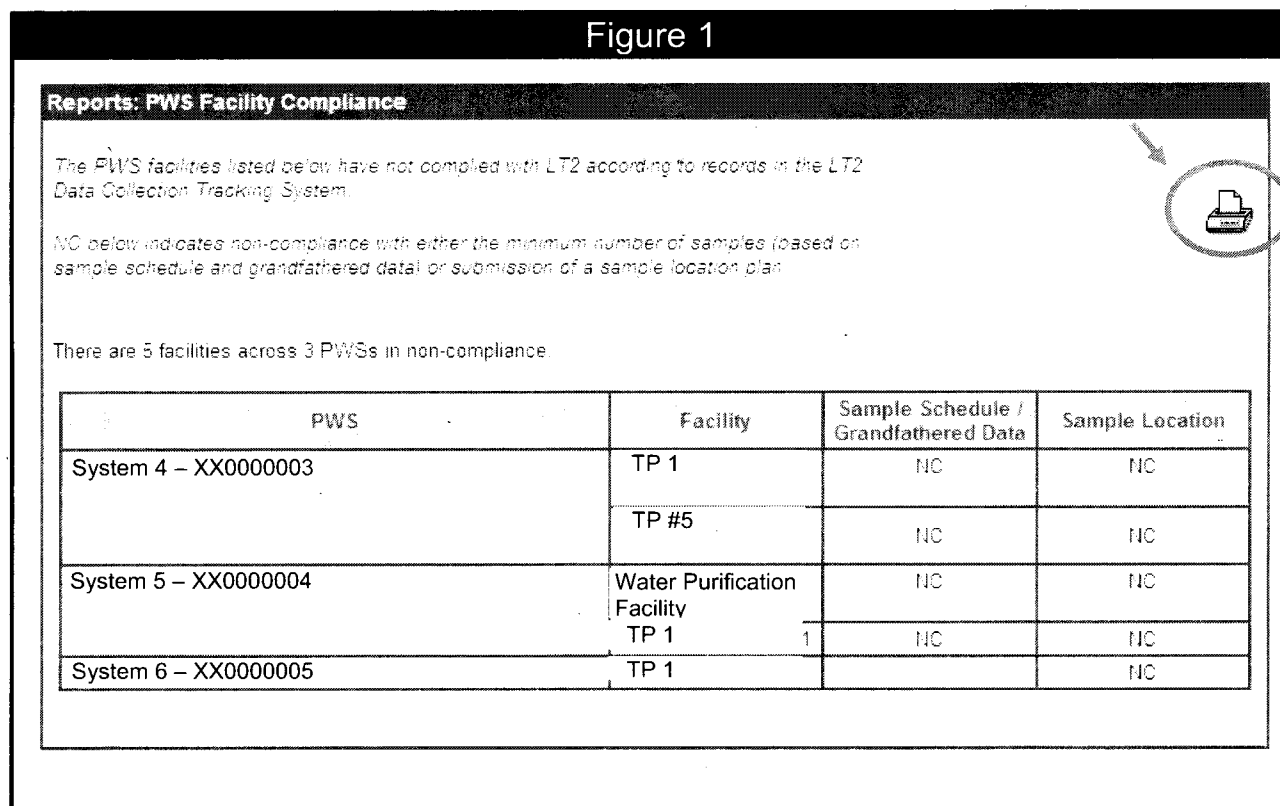 Figure 1
Reports: PWS Facility Compliance
The PWS facilities listed below have not complied with LT2 according to records in the LT2
Data Collection Tracking System.
NC below indicates non-compliance with either the minimum number of samples (based on
sample schedule and grandfathered data) or submission of a sample location plan
There are 5 facilities across 3 PWSs in non-compliance.
PWS Facility Sample Schedule / Grandfathered Data Sample Location
System 4 – XX0000003 TP 1 NC NC
TP #5 NC NC
System 5 – XX0000004 Water Purification Facility NC NC
TP 1 1 NC NC
System 6 – XX0000005 TP 1 NC